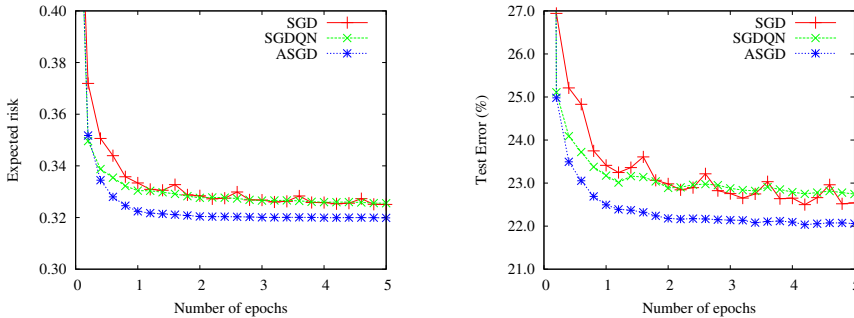 Expected risk
0.40
0.38
0.36
0.34
0.32
0.30
0 1 2 3 4 5
Number of epochs
SGD
SGDQN
ASGD
Test Error (%)
27.0
26.0
25.0
24.0
23.0
22.0
21.0
0 1 2 3 4 5
Number of epochs
SGD
SGDQN
ASGD